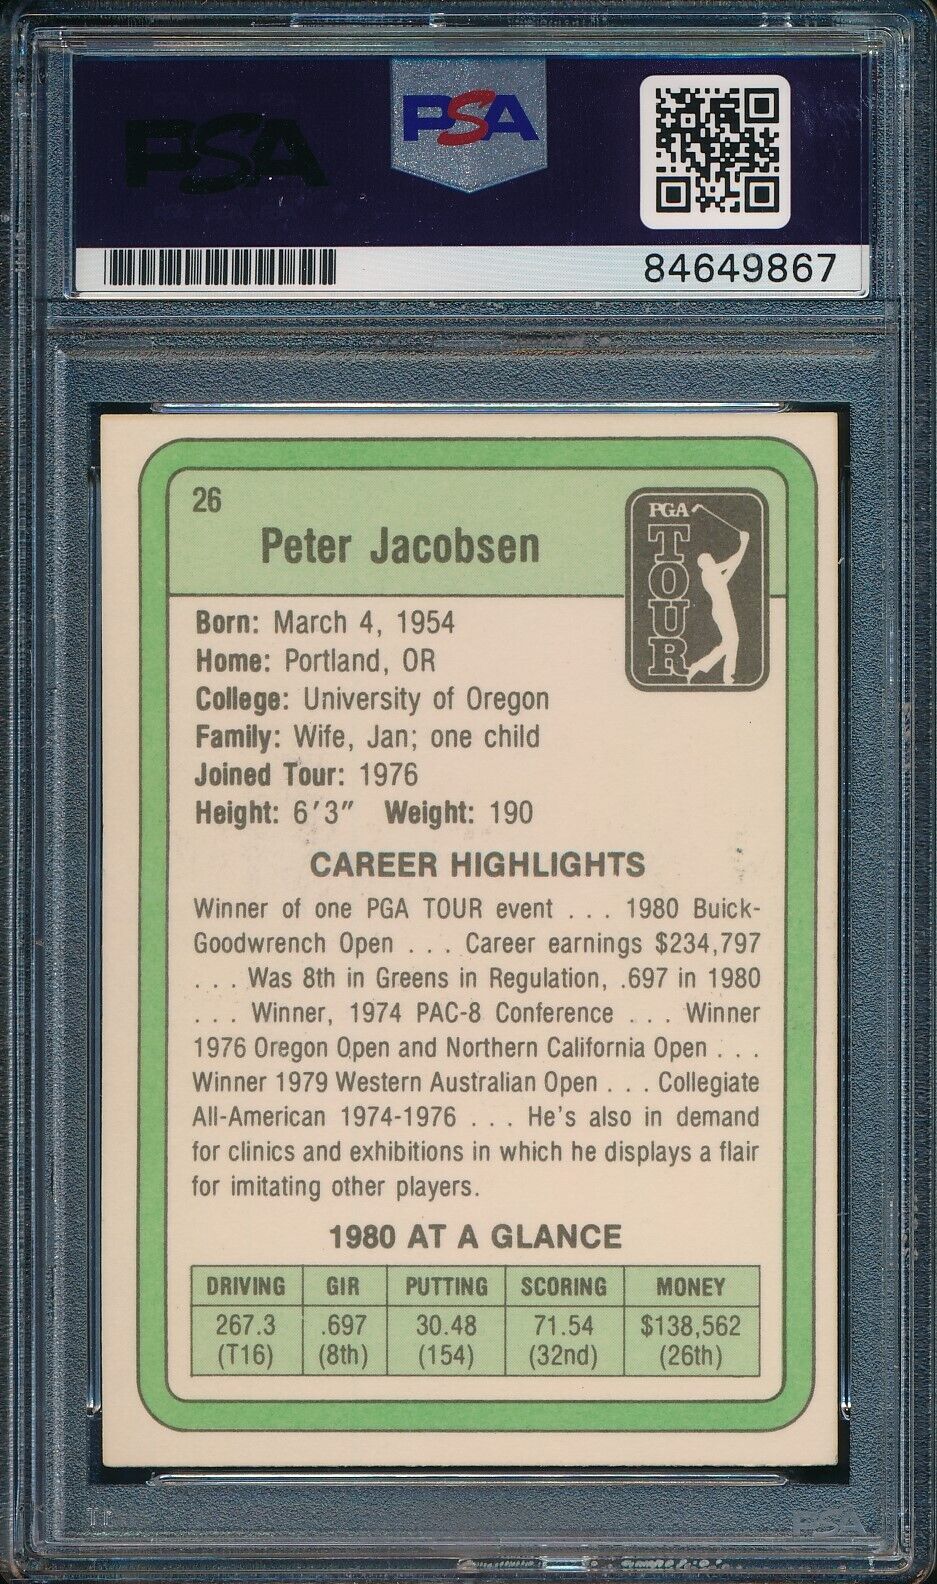 PSA
PSA
84649867
26
Peter Jacobsen
PGA
TOUR
Born: March 4, 1954
Home: Portland, OR
College: University of Oregon
Family: Wife, Jan; one child
Joined Tour: 1976
Height: 6'3" Weight: 190
CAREER HIGHLIGHTS
Winner of one PGA TOUR event . . . 1980 Buick-
Goodwrench Open . . . Career earnings $234,797
. . . Was 8th in Greens in Regulation, .697 in 1980
. . . Winner, 1974 PAC-8 Conference . . . Winner
1976 Oregon Open and Northern California Open . . .
Winner 1979 Western Australian Open . . . Collegiate
All-American 1974-1976 . . . He's also in demand
for clinics and exhibitions in which he displays a flair
for imitating other players.
1980 AT A GLANCE
DRIVING GIR PUTTING SCORING MONEY
267.3 .697 30.48 71.54 $138,562
(T16) (8th) (154) (32nd) (26th)
PSA